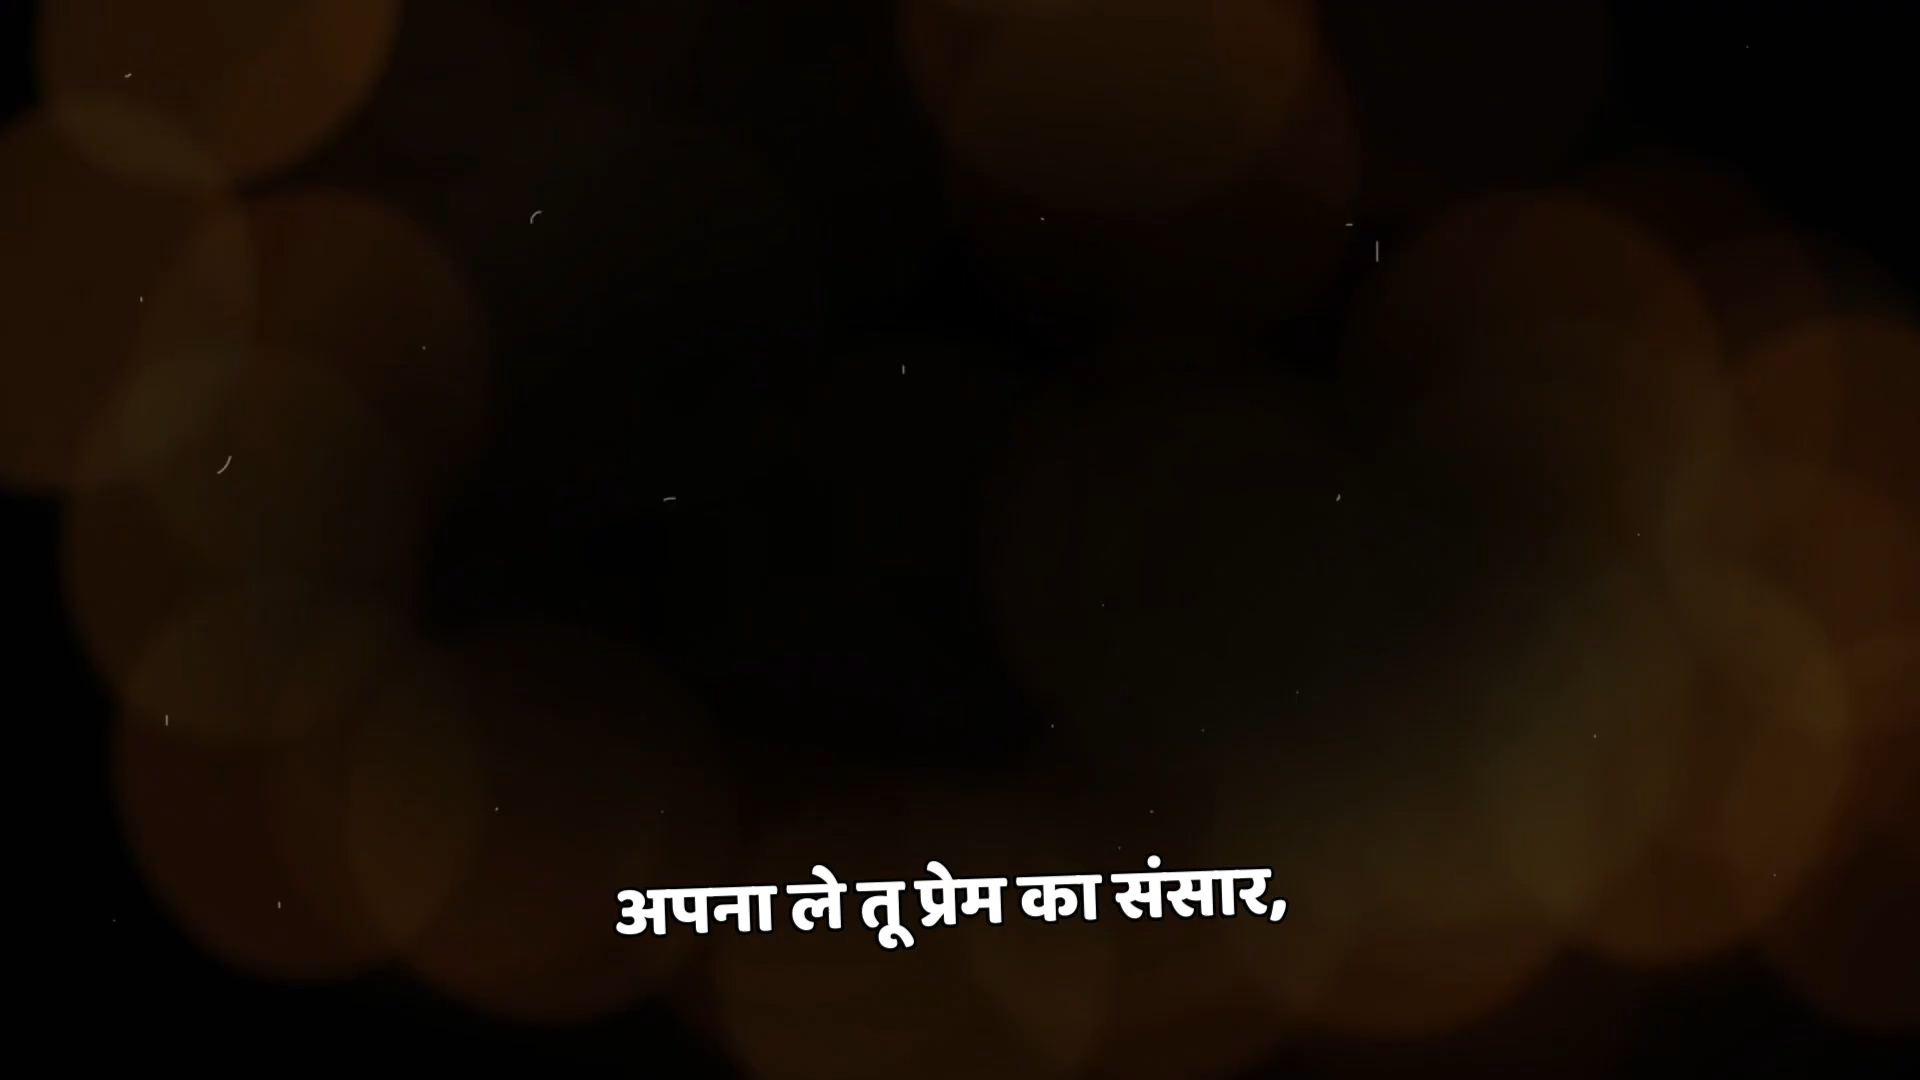 अपना ले तू प्रेम का संसार,